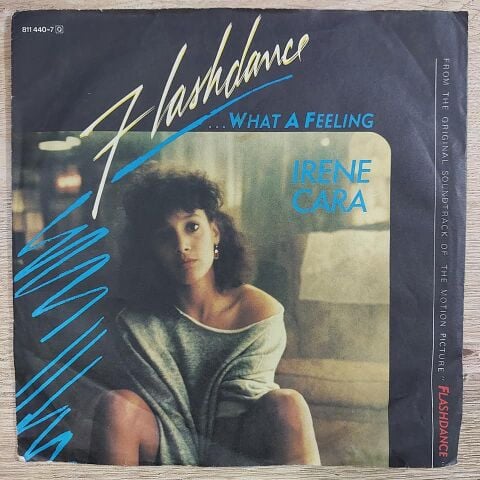 811 440-7 Q
Flashdance
...WHAT A FEELING
IRENE
CARA
FROM THE ORIGINAL SOUNDTRACK OF THE MOTION PICTURE "FLASHDANCE"